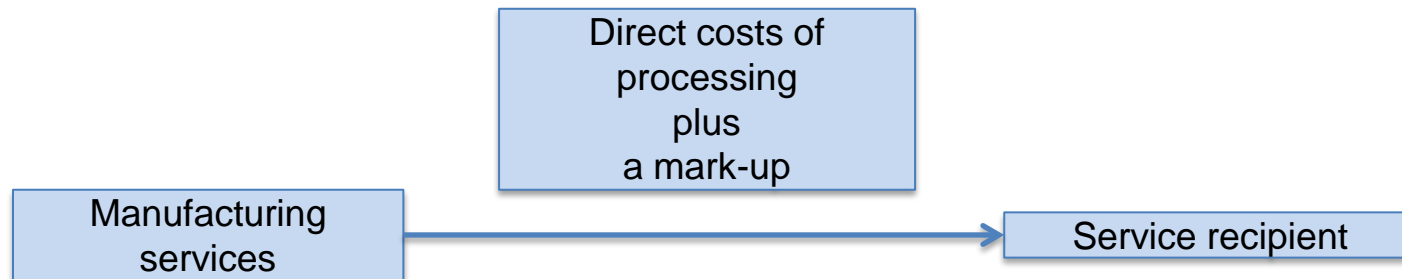 Direct costs of
processing
plus
a mark-up
Manufacturing
services
Service recipient